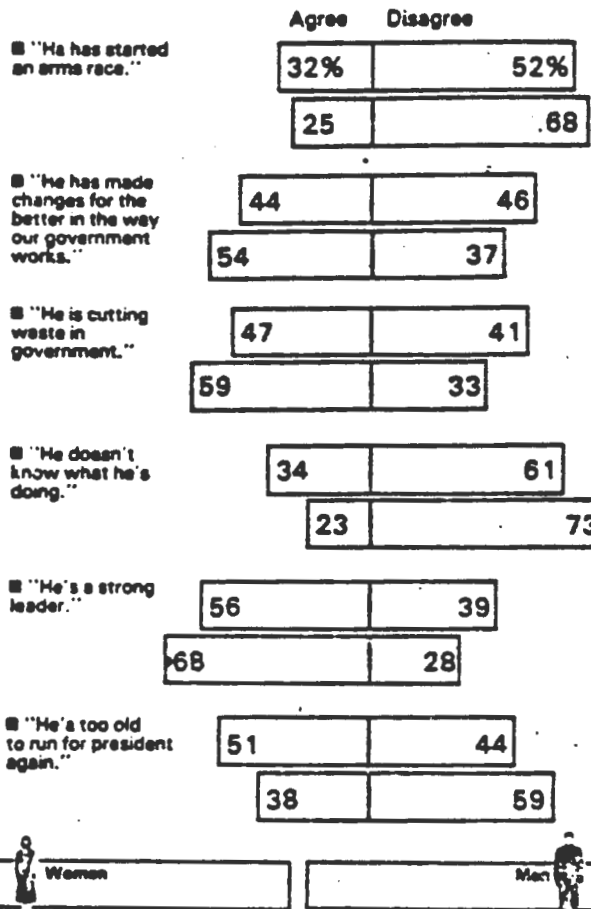 Agree Disagree
■ "Ha has started
an arms race."
32% 52%
25 .68
■ "He has made
changes for the
better in the way
our government
works."
44 46
54 37
■ "He is cutting
waste in
government."
47 41
59 33
■ "He doesn't
know what he's
doing."
34 61
23 73
■ "He's a strong
leader."
56 39
68 28
■ "He's too old
to run for president
again."
51 44
38 59
Women Men